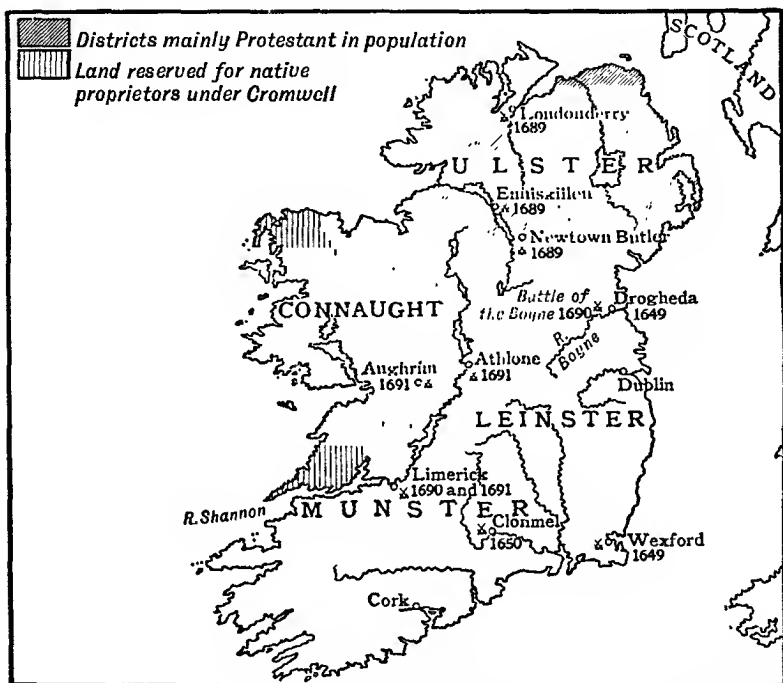 Districts mainly Protestant in population
Land reserved for native
proprietors under Cromwell
SCOTLAND
Londonderry
1689
ULSTER
Enniskillen
1689
Newtown Butler
1689
Battle of
the Boyne 1690
Drogheda
1649
R. Boyne
CONNAUGHT
Aughrim
1691
Athlone
1691
Dublin
LEINSTER
Limerick
1690 and 1691
R. Shannon
MUNSTER
Clonmel
1650
Wexford
1649
Cork